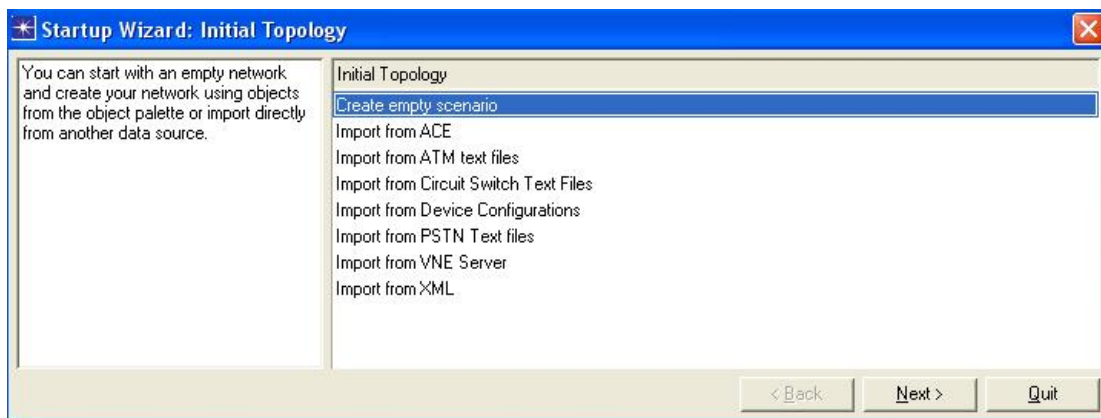 Startup Wizard: Initial Topology
You can start with an empty network
and create your network using objects
from the object palette or import directly
from another data source.
Initial Topology
Create empty scenario
Import from ACE
Import from ATM text files
Import from Circuit Switch Text Files
Import from Device Configurations
Import from PSTN Text files
Import from VNE Server
Import from XML
< Back
Next >
Quit